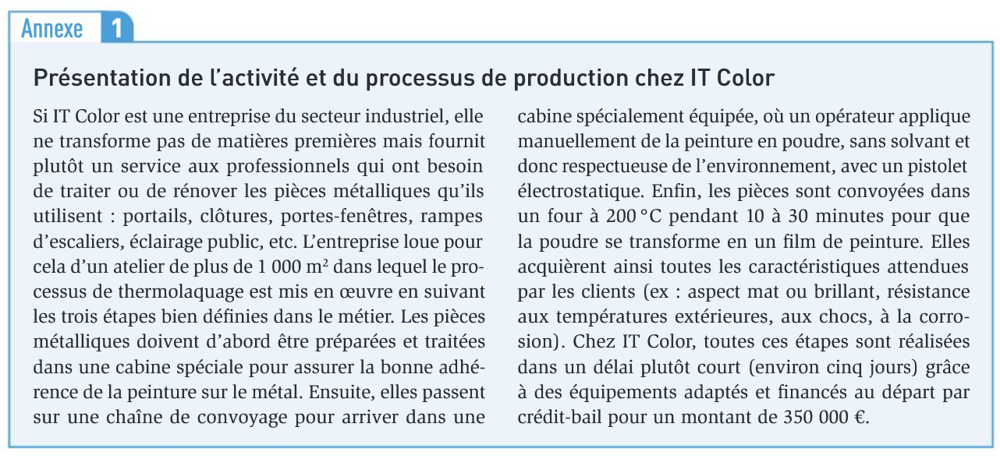 Annexe 1
Présentation de l'activité et du processus de production chez IT Color
Si IT Color est une entreprise du secteur industriel, elle
ne transforme pas de matières premières mais fournit
plutôt un service aux professionnels qui ont besoin
de traiter ou de rénover les pièces métalliques qu'ils
utilisent : portails, clôtures, portes-fenêtres, rampes
d'escaliers, éclairage public, etc. L'entreprise loue pour
cela d'un atelier de plus de 1 000 m² dans lequel le pro-
cessus de thermolaquage est mis en œuvre en suivant
les trois étapes bien définies dans le métier. Les pièces
métalliques doivent d'abord être préparées et traitées
dans une cabine spéciale pour assurer la bonne adhé-
rence de la peinture sur le métal. Ensuite, elles passent
sur une chaîne de convoyage pour arriver dans une
cabine spécialement équipée, où un opérateur applique
manuellement de la peinture en poudre, sans solvant et
donc respectueuse de l'environnement, avec un pistolet
électrostatique. Enfin, les pièces sont convoyées dans
un four à 200 °C pendant 10 à 30 minutes pour que
la poudre se transforme en un film de peinture. Elles
acquièrent ainsi toutes les caractéristiques attendues
par les clients (ex : aspect mat ou brillant, résistance
aux températures extérieures, aux chocs, à la corro-
sion). Chez IT Color, toutes ces étapes sont réalisées
dans un délai plutôt court (environ cinq jours) grâce
à des équipements adaptés et financés au départ par
crédit-bail pour un montant de 350 000 €.